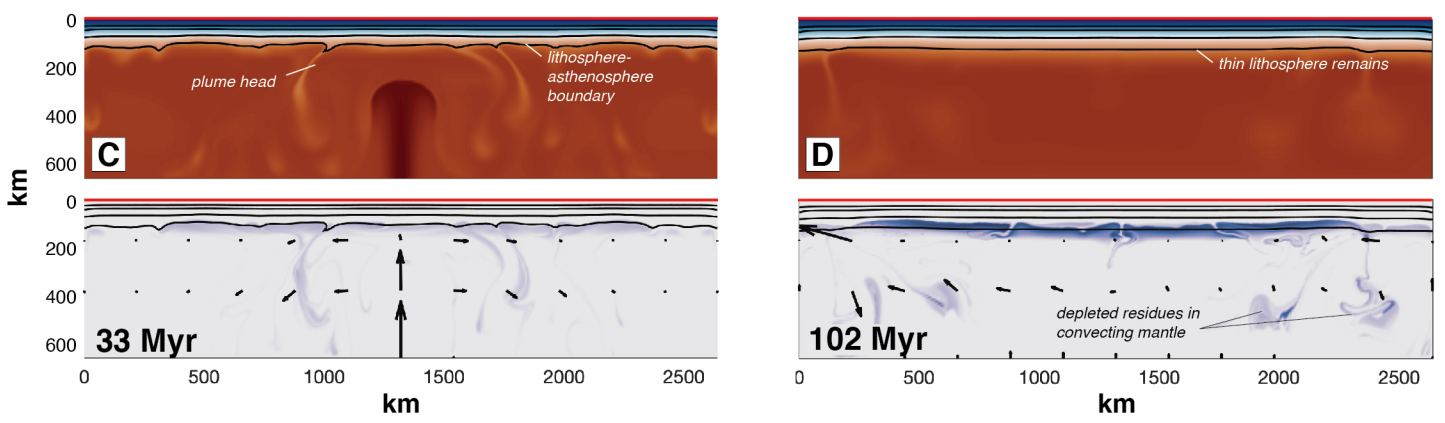 0
200
400
600
plume head
lithosphere-
asthenosphere
boundary
C
thin lithosphere remains
D
km
0
200
400
600
33 Myr
depleted residues in
convecting mantle
102 Myr
0 500 1000 1500 2000 2500
0 500 1000 1500 2000 2500
km
km